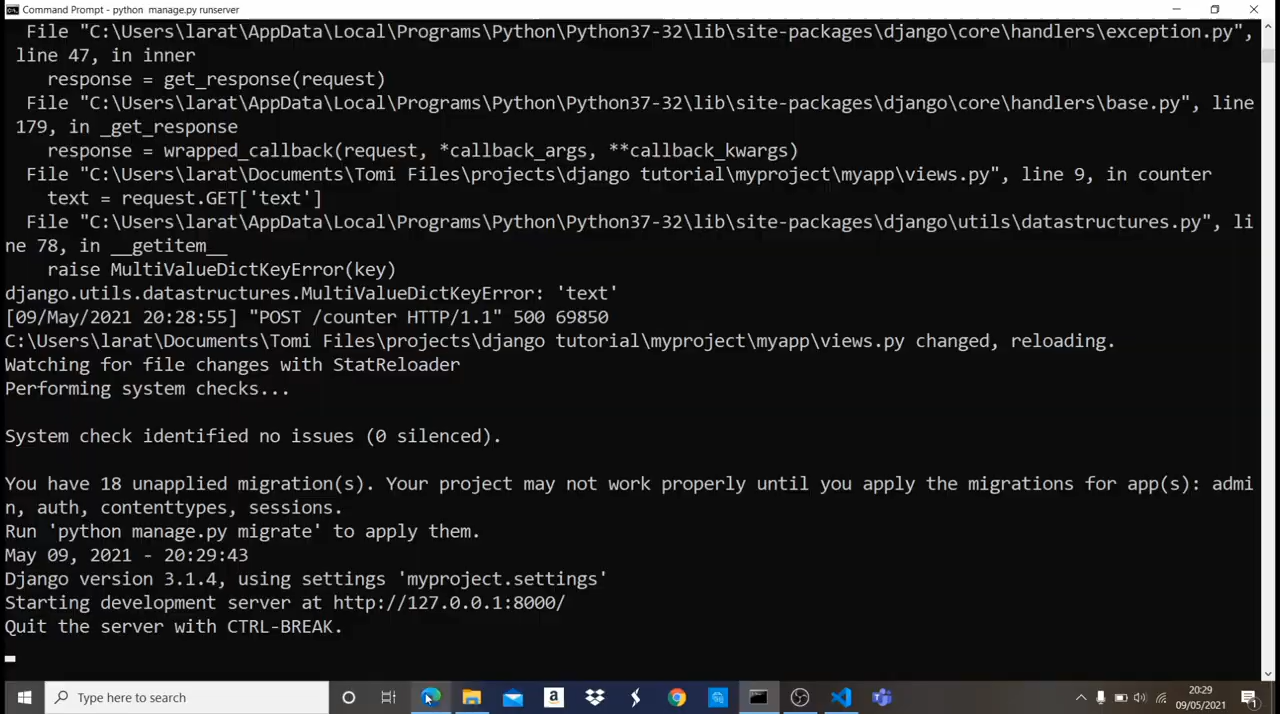 Command Prompt - python  manage.py runserver
  File "C:\Users\larat\AppData\Local\Programs\Python\Python37-32\lib\site-packages\django\core\handlers\exception.py",
 line 47, in inner
    response = get_response(request)
  File "C:\Users\larat\AppData\Local\Programs\Python\Python37-32\lib\site-packages\django\core\handlers\base.py", line
 179, in _get_response
    response = wrapped_callback(request, *callback_args, **callback_kwargs)
  File "C:\Users\larat\Documents\Tomi Files\projects\django tutorial\myproject\myapp\views.py", line 9, in counter
    text = request.GET['text']
  File "C:\Users\larat\AppData\Local\Programs\Python\Python37-32\lib\site-packages\django\utils\datastructures.py", li
ne 78, in __getitem__
    raise MultiValueDictKeyError(key)
django.utils.datastructures.MultiValueDictKeyError: 'text'
[09/May/2021 20:28:55] "POST /counter HTTP/1.1" 500 69850
C:\Users\larat\Documents\Tomi Files\projects\django tutorial\myproject\myapp\views.py changed, reloading.
Watching for file changes with StatReloader
Performing system checks...
System check identified no issues (0 silenced).
You have 18 unapplied migration(s). Your project may not work properly until you apply the migrations for app(s): admi
n, auth, contenttypes, sessions.
Run 'python manage.py migrate' to apply them.
May 09, 2021 - 20:29:43
Django version 3.1.4, using settings 'myproject.settings'
Starting development server at http://127.0.0.1:8000/
Quit the server with CTRL-BREAK.
Type here to search
20:29
09/05/2021
1